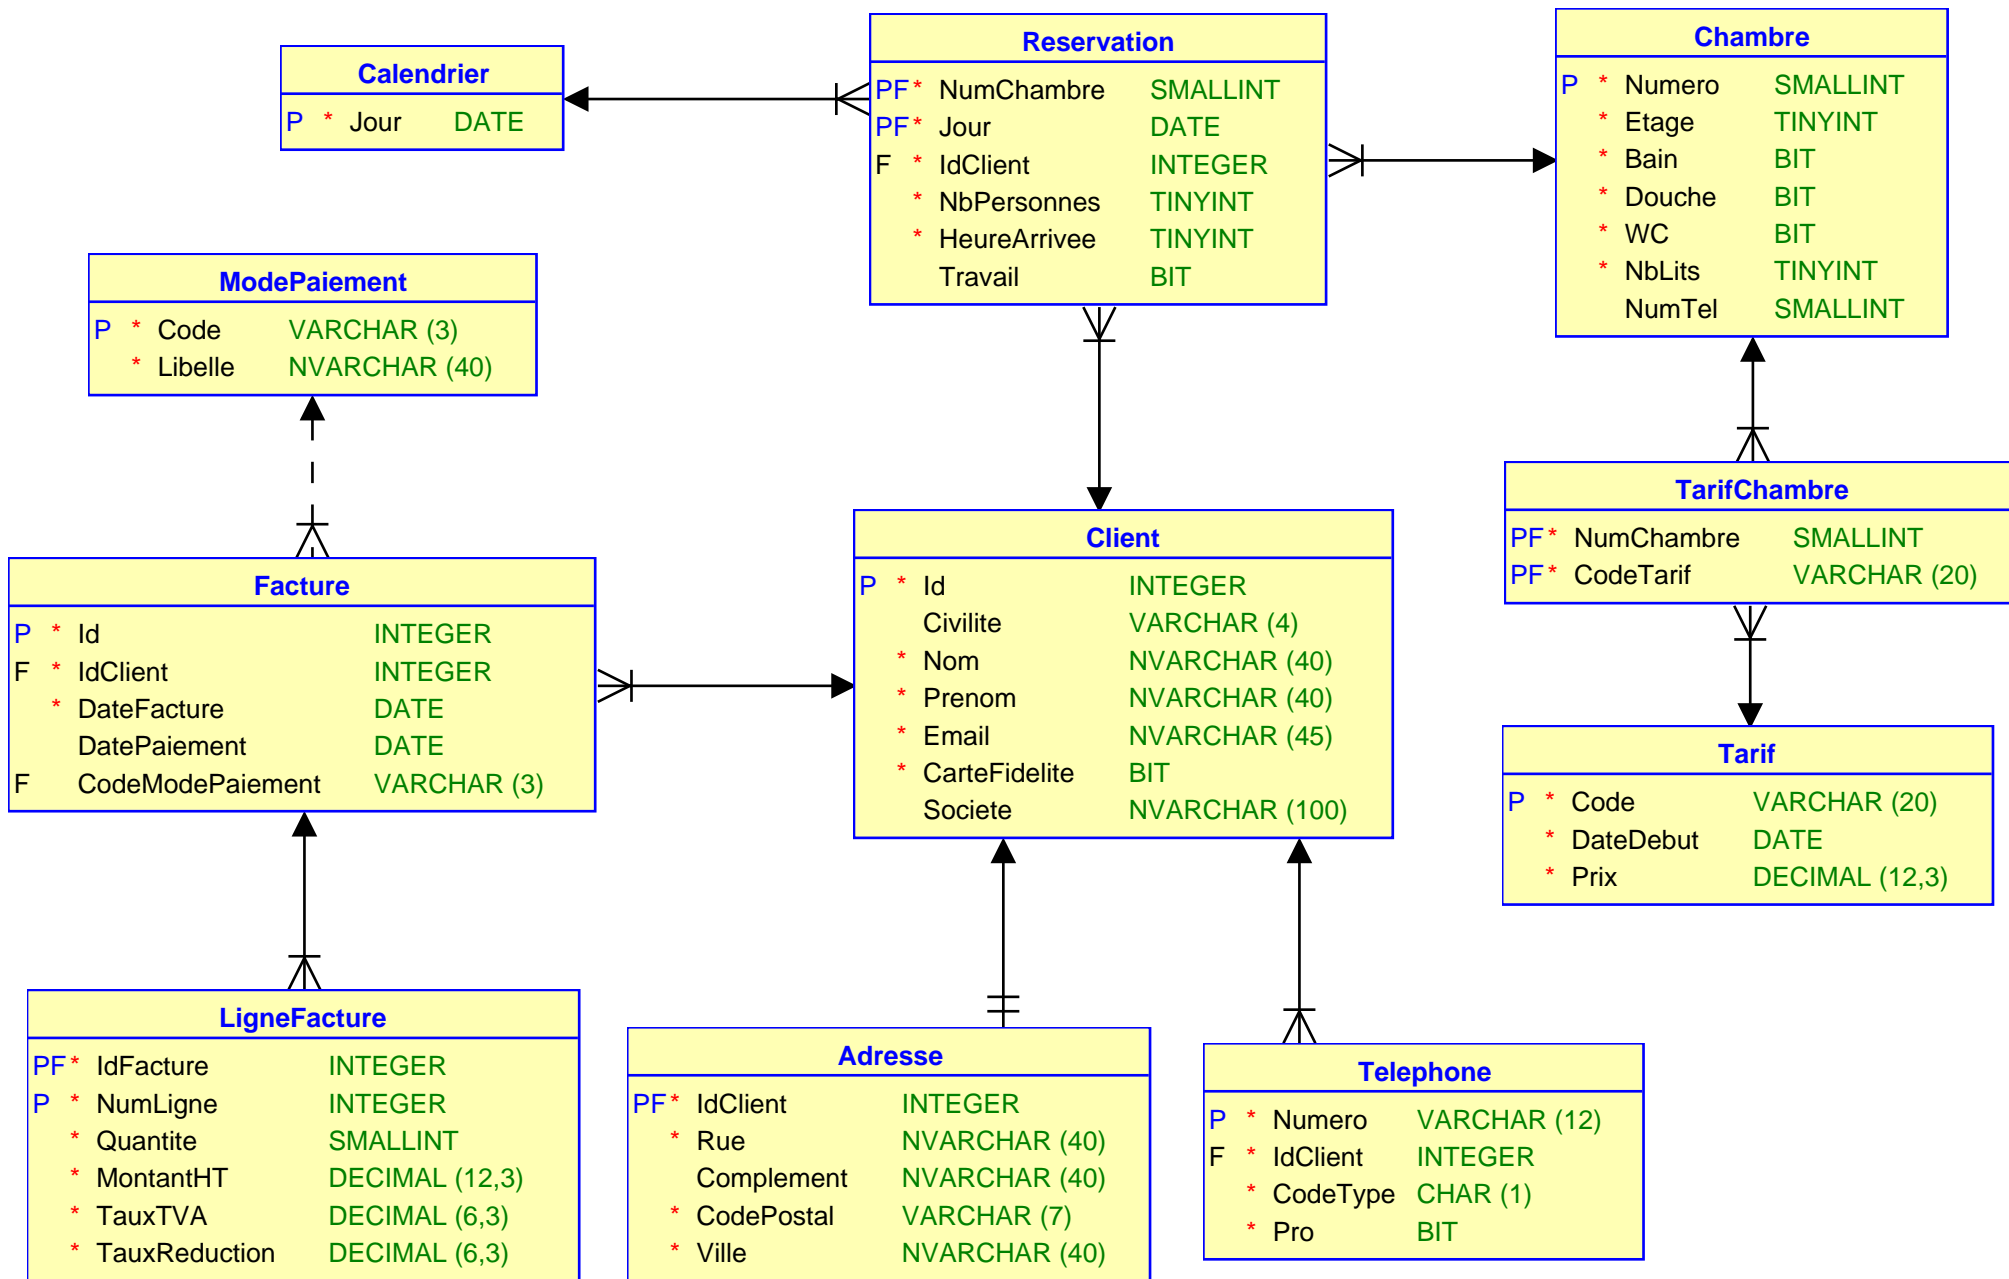 Calendrier
P * Jour DATE
Reservation
PF* NumChambre SMALLINT
PF* Jour DATE
F * IdClient INTEGER
* NbPersonnes TINYINT
* HeureArrivee TINYINT
Travail BIT
Chambre
P * Numero SMALLINT
* Etage TINYINT
* Bain BIT
* Douche BIT
* WC BIT
* NbLits TINYINT
NumTel SMALLINT
ModePaiement
P * Code VARCHAR (3)
* Libelle NVARCHAR (40)
TarifChambre
PF* NumChambre SMALLINT
PF* CodeTarif VARCHAR (20)
Facture
P * Id INTEGER
F * IdClient INTEGER
* DateFacture DATE
DatePaiement DATE
F CodeModePaiement VARCHAR (3)
Client
P * Id INTEGER
Civilite VARCHAR (4)
* Nom NVARCHAR (40)
* Prenom NVARCHAR (40)
* Email NVARCHAR (45)
* CarteFidelite BIT
Societe NVARCHAR (100)
Tarif
P * Code VARCHAR (20)
* DateDebut DATE
* Prix DECIMAL (12,3)
LigneFacture
PF* IdFacture INTEGER
P * NumLigne INTEGER
* Quantite SMALLINT
* MontantHT DECIMAL (12,3)
* TauxTVA DECIMAL (6,3)
* TauxReduction DECIMAL (6,3)
Adresse
PF* IdClient INTEGER
* Rue NVARCHAR (40)
Complement NVARCHAR (40)
* CodePostal VARCHAR (7)
* Ville NVARCHAR (40)
Telephone
P * Numero VARCHAR (12)
F * IdClient INTEGER
* CodeType CHAR (1)
* Pro BIT